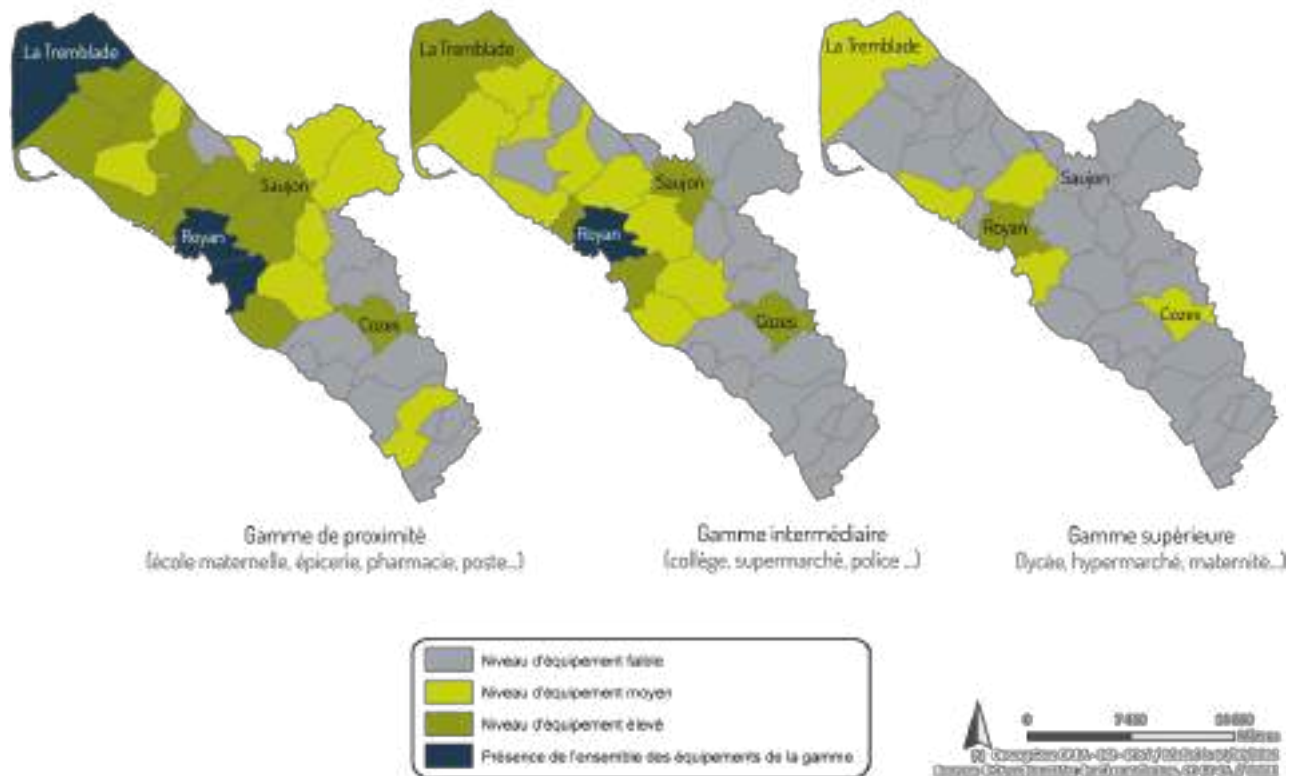 La Tremblade
Saujon
Royan
Cozes
La Tremblade
Saujon
Royan
Cozes
La Tremblade
Saujon
Royan
Cozes
Gamme de proximité
(école maternelle, épicerie, pharmacie, poste...)
Gamme intermédiaire
(collège, supermarché, police ...)
Gamme supérieure
(lycée, hypermarché, maternité...)
Niveau d'équipement faible
Niveau d'équipement moyen
Niveau d'équipement élevé
Présence de l'ensemble des équipements de la gamme
0
N